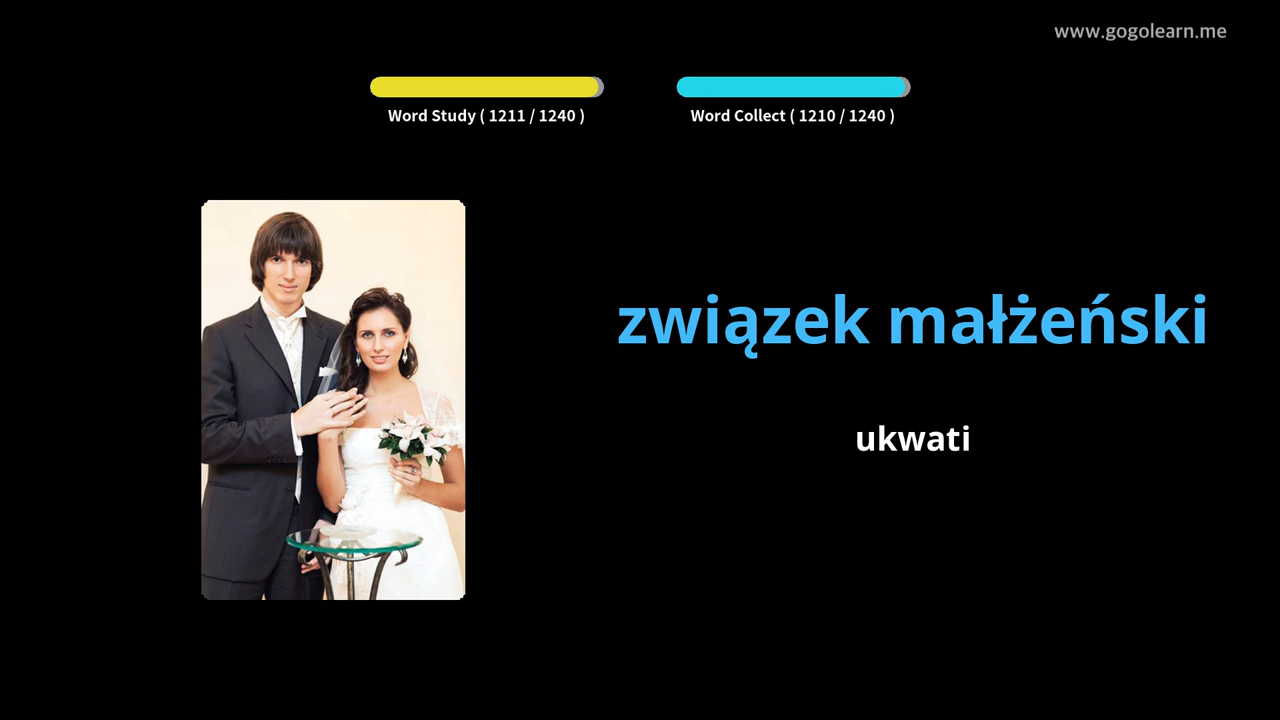 www.gogolearn.me
Word Study ( 1211 / 1240 )
Word Collect ( 1210 / 1240 )
związek małżeński
ukwati